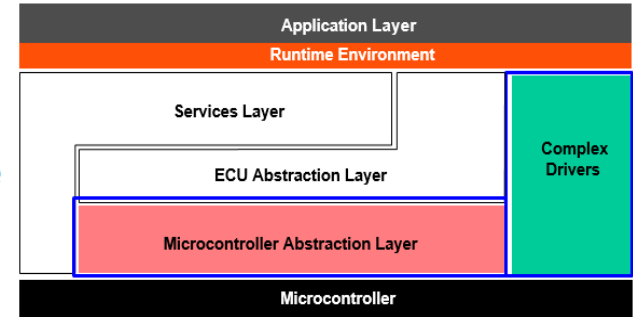 Application Layer
Runtime Environment
Services Layer
Complex
Drivers
ECU Abstraction Layer
Microcontroller Abstraction Layer
Microcontroller